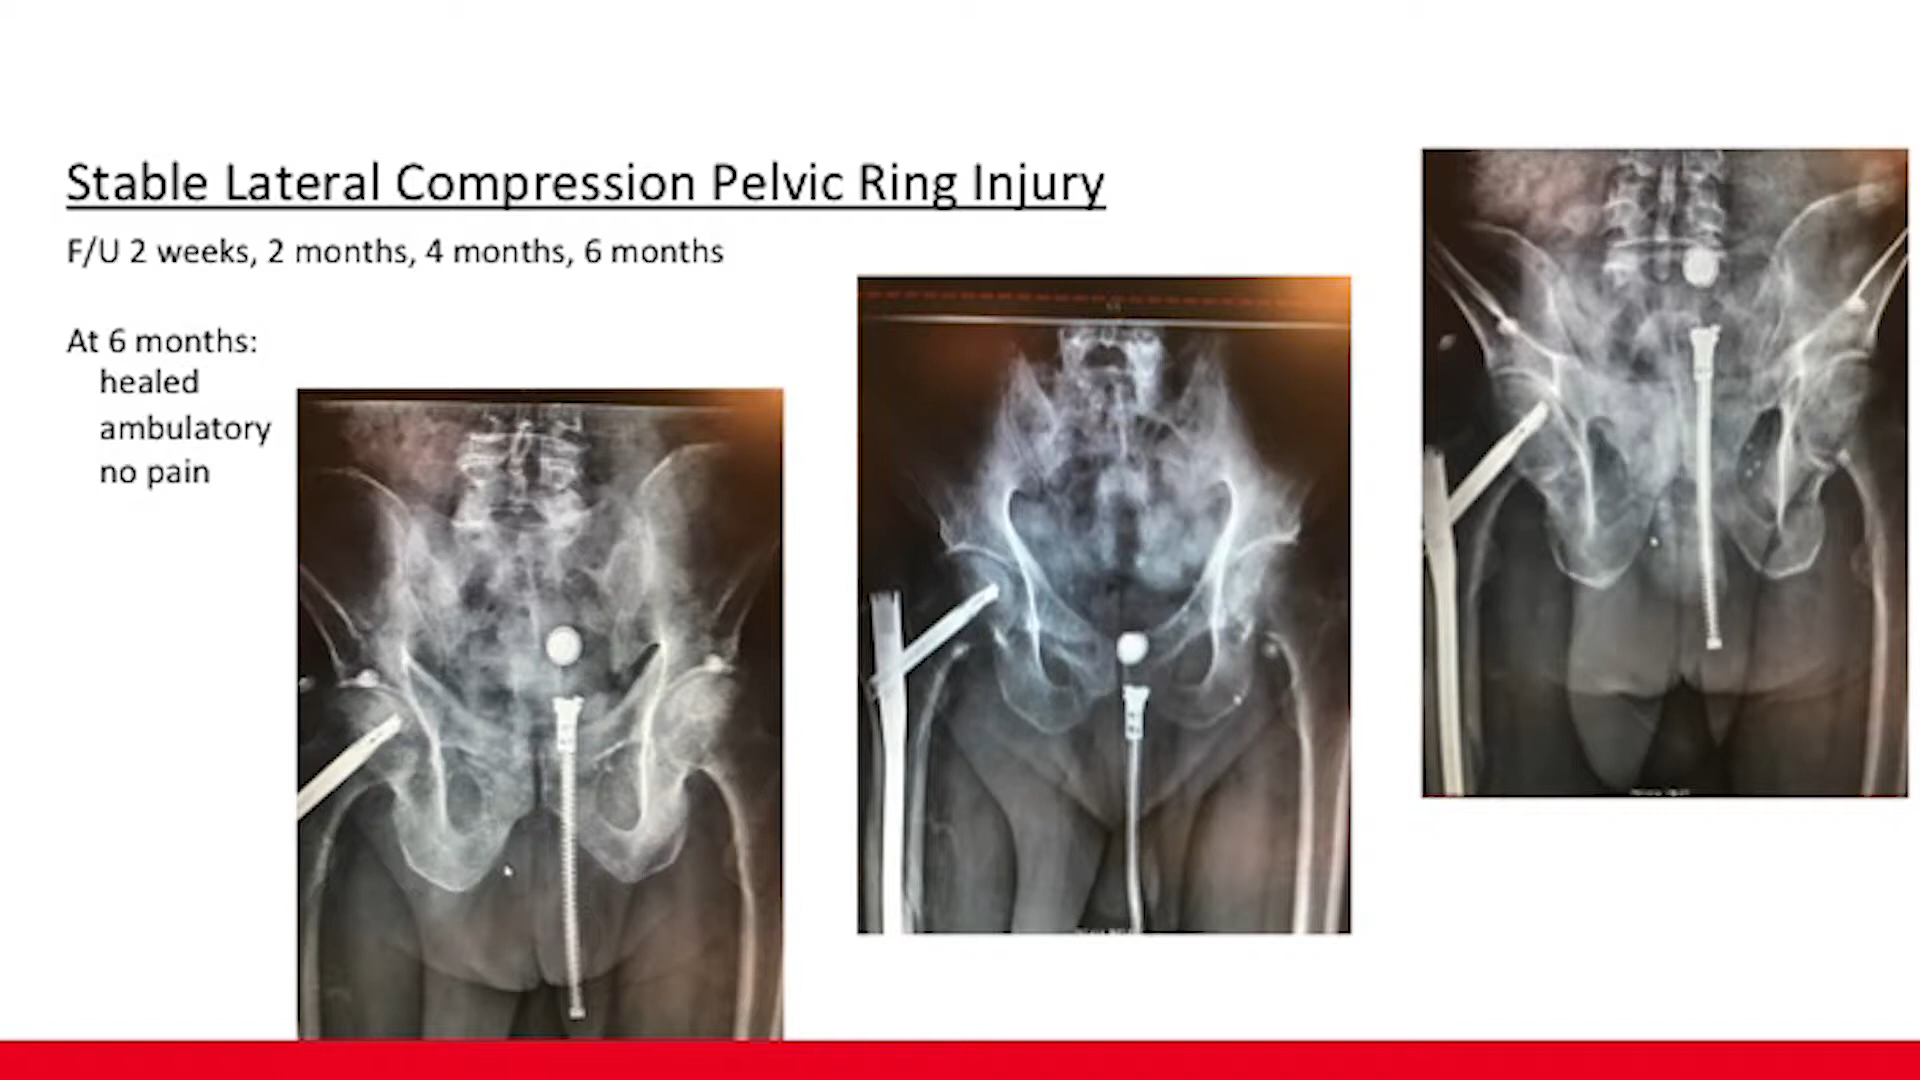 Stable Lateral Compression Pelvic Ring Injury
F/U 2 weeks, 2 months, 4 months, 6 months
At 6 months:
healed
ambulatory
no pain